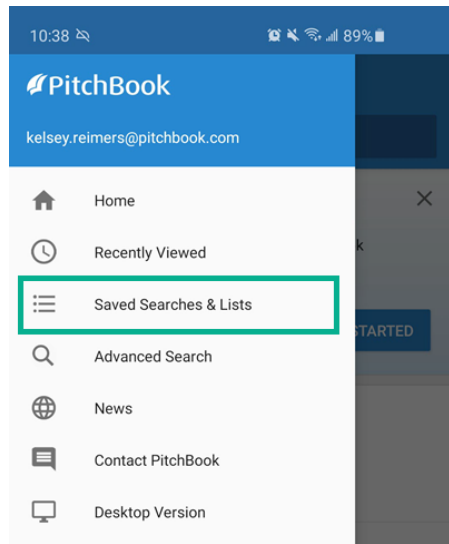 10:38 89%
PitchBook
kelsey.reimers@pitchbook.com
Home
Recently Viewed
k
Saved Searches & Lists
STARTED
Advanced Search
News
Contact PitchBook
Desktop Version